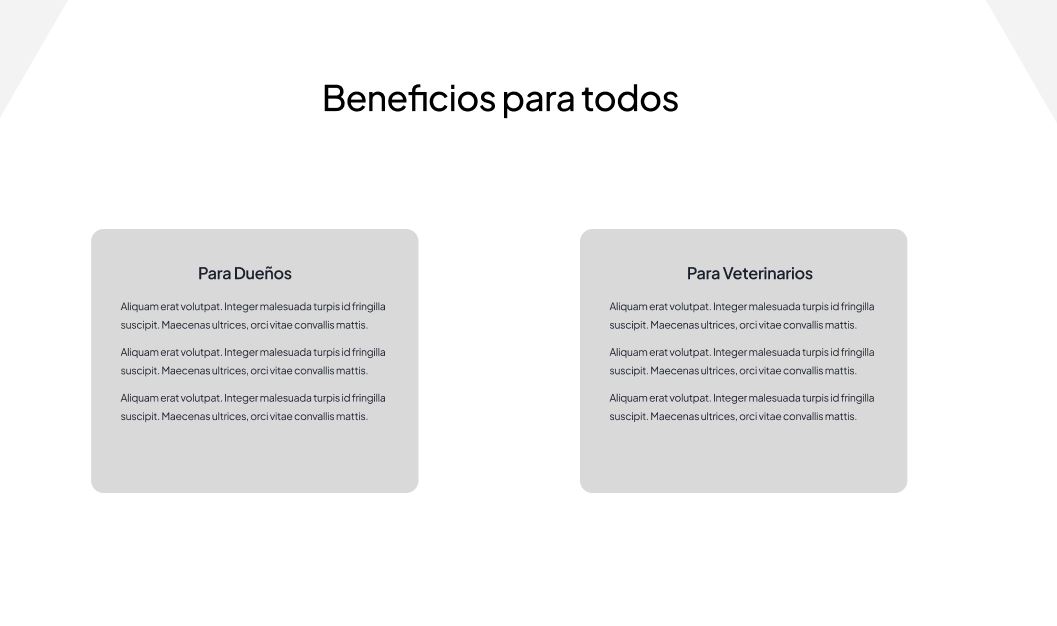 Beneficios para todos
Para Dueños
Aliquam erat volutpat. Integer malesuada turpis id fringilla
suscipit. Maecenas ultrices, orci vitae convallis mattis.
Aliquam erat volutpat. Integer malesuada turpis id fringilla
suscipit. Maecenas ultrices, orci vitae convallis mattis.
Aliquam erat volutpat. Integer malesuada turpis id fringilla
suscipit. Maecenas ultrices, orci vitae convallis mattis.
Para Veterinarios
Aliquam erat volutpat. Integer malesuada turpis id fringilla
suscipit. Maecenas ultrices, orci vitae convallis mattis.
Aliquam erat volutpat. Integer malesuada turpis id fringilla
suscipit. Maecenas ultrices, orci vitae convallis mattis.
Aliquam erat volutpat. Integer malesuada turpis id fringilla
suscipit. Maecenas ultrices, orci vitae convallis mattis.